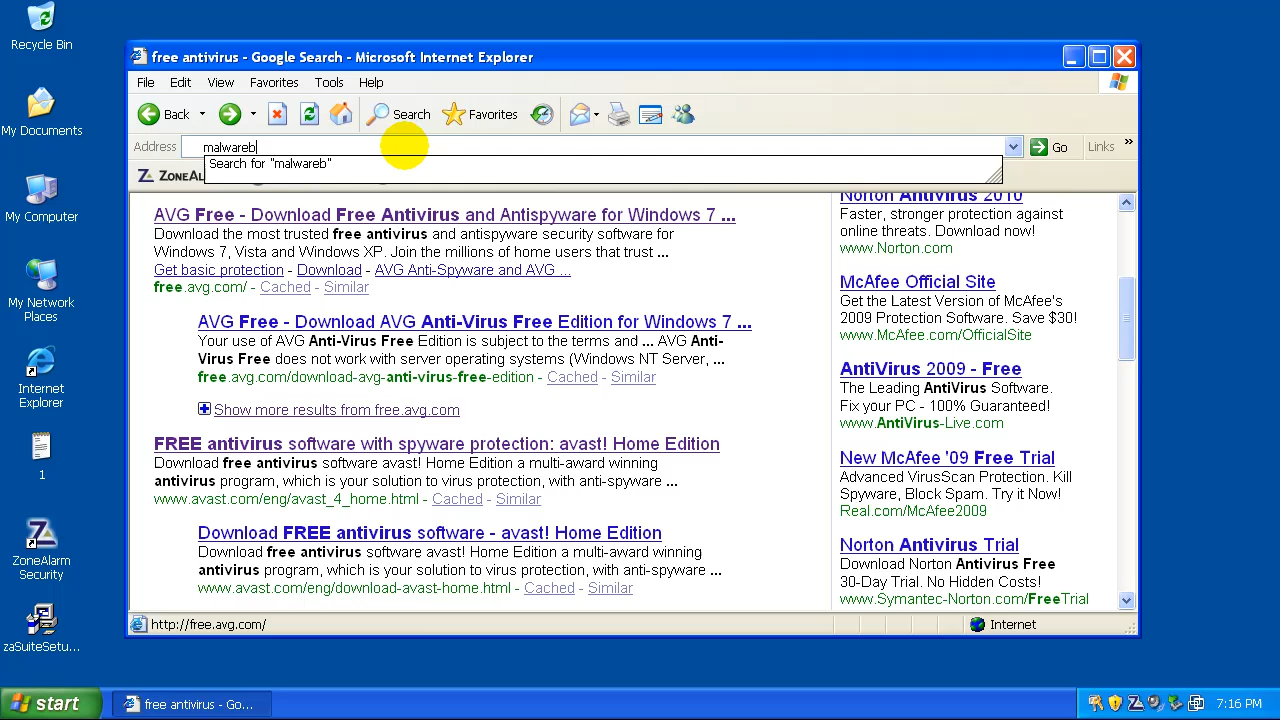 Recycle Bin
My Documents
My Computer
My Network
Places
Internet
Explorer
1
ZoneAlarm
Security
zaSuiteSetu...
free antivirus - Google Search - Microsoft Internet Explorer
File Edit View Favorites Tools Help
Back Search Favorites
Address malwareb Go Links »
Search for "malwareb"
ZONEAL
AVG Free - Download Free Antivirus and Antispyware for Windows 7 ...
Download the most trusted free antivirus and antispyware security software for
Windows 7, Vista and Windows XP. Join the millions of home users that trust ...
Get basic protection - Download - AVG Anti-Spyware and AVG ...
free.avg.com/ - Cached - Similar
AVG Free - Download AVG Anti-Virus Free Edition for Windows 7 ...
Your use of AVG Anti-Virus Free Edition is subject to the terms and ... AVG Anti-
Virus Free does not work with server operating systems (Windows NT Server, ...
free.avg.com/download-avg-anti-virus-free-edition - Cached - Similar
Show more results from free.avg.com
FREE antivirus software with spyware protection: avast! Home Edition
Download free antivirus software avast! Home Edition a multi-award winning
antivirus program, which is your solution to virus protection, with anti-spyware ...
www.avast.com/eng/avast_4_home.html - Cached - Similar
Download FREE antivirus software - avast! Home Edition
Download free antivirus software avast! Home Edition a multi-award winning
antivirus program, which is your solution to virus protection, with anti-spyware ...
www.avast.com/eng/download-avast-home.html - Cached - Similar
Norton Antivirus 2010
Faster, stronger protection against
online threats. Download now!
www.Norton.com
McAfee Official Site
Get the Latest Version of McAfee's
2009 Protection Software. Save $30!
www.McAfee.com/OfficialSite
AntiVirus 2009 - Free
The Leading AntiVirus Software.
Fix your PC - 100% Guaranteed!
www.AntiVirus-Live.com
New McAfee '09 Free Trial
Advanced VirusScan Protection. Kill
Spyware, Block Spam. Try it Now!
Real.com/McAfee2009
Norton Antivirus Trial
Download Norton Antivirus Free
30-Day Trial. No Hidden Costs!
www.Symantec-Norton.com/FreeTrial
http://free.avg.com/ Internet
start free antivirus - Go... 7:16 PM